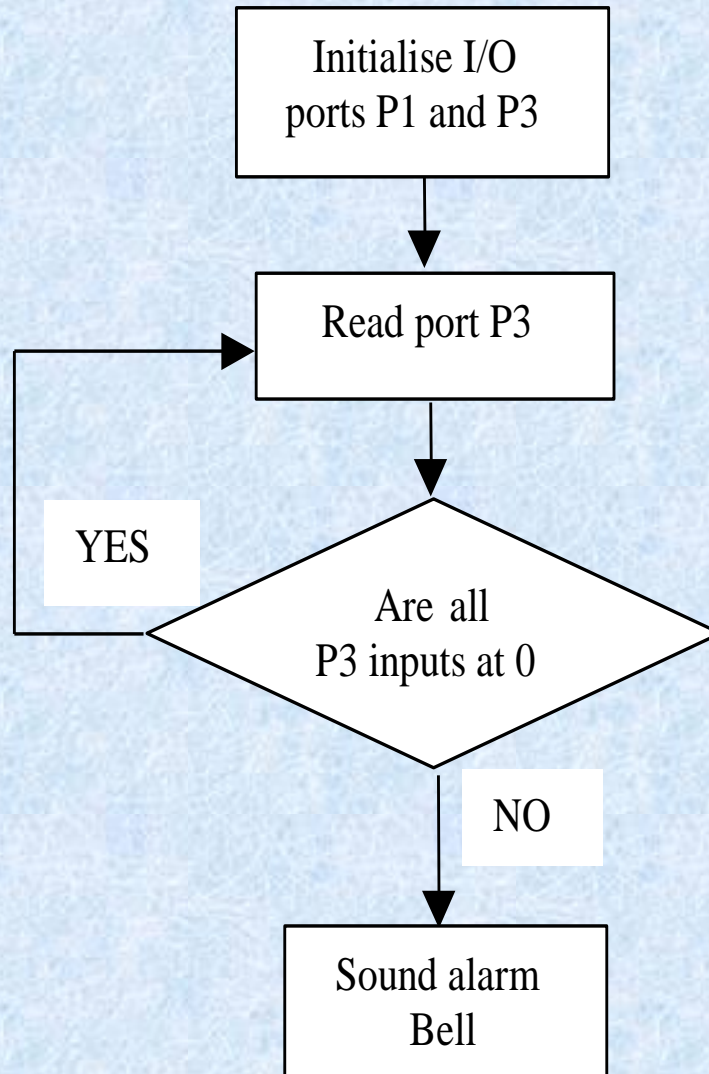 Initialise I/O
ports P1 and P3
Read port P3
YES
Are all
P3 inputs at 0
NO
Sound alarm
Bell